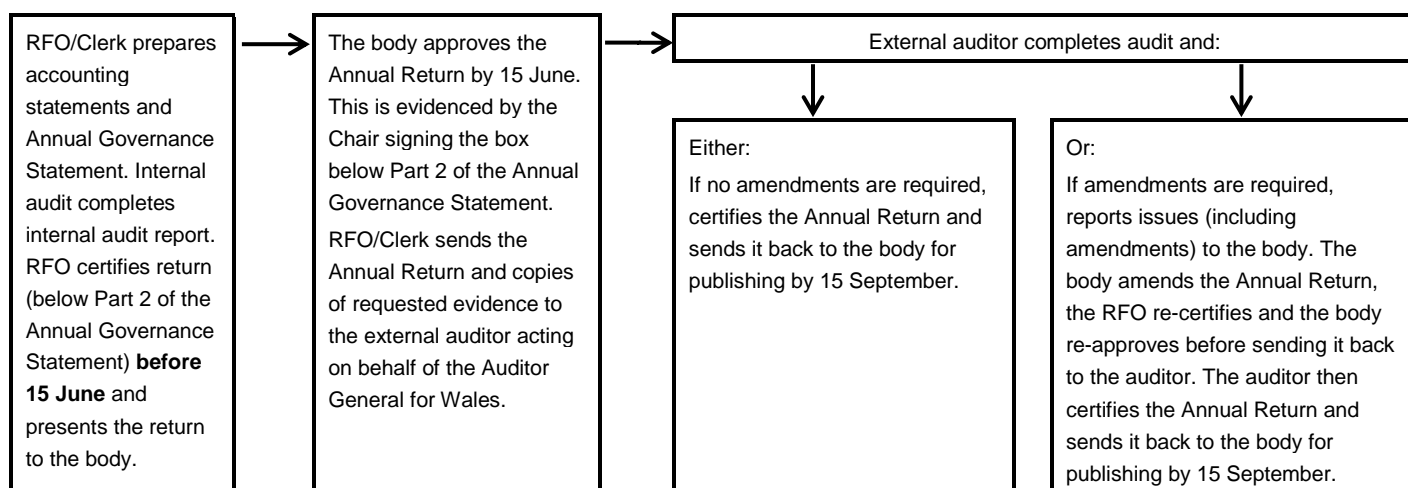 RFO/Clerk prepares
accounting
statements and
Annual Governance
Statement. Internal
audit completes
internal audit report.
RFO certifies return
(below Part 2 of the
Annual Governance
Statement) before
15 June and
presents the return
to the body.
The body approves the
Annual Return by 15 June.
This is evidenced by the
Chair signing the box
below Part 2 of the Annual
Governance Statement.
RFO/Clerk sends the
Annual Return and copies
of requested evidence to
the external auditor acting
on behalf of the Auditor
General for Wales.
External auditor completes audit and:
Either:
If no amendments are required,
certifies the Annual Return and
sends it back to the body for
publishing by 15 September.
Or:
If amendments are required,
reports issues (including
amendments) to the body. The
body amends the Annual Return,
the RFO re-certifies and the body
re-approves before sending it back
to the auditor. The auditor then
certifies the Annual Return and
sends it back to the body for
publishing by 15 September.